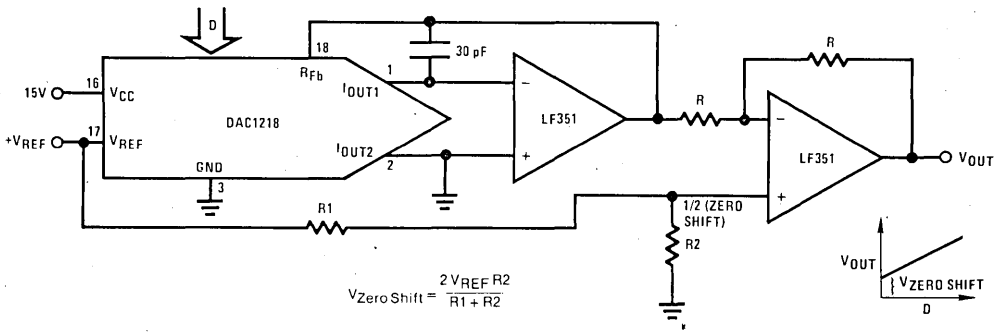 D
18
RFb
30 pF
R
1
IOUT1
16
15V
VCC
DAC1218
−
LF351
R
−
LF351
VOUT
+VREF
17
VREF
IOUT2
+
GND
2
3
+
R1
1/2 (ZERO
SHIFT)
R2
VOUT
VZERO SHIFT
D
VZero Shift = 2 VREF R2
R1 + R2